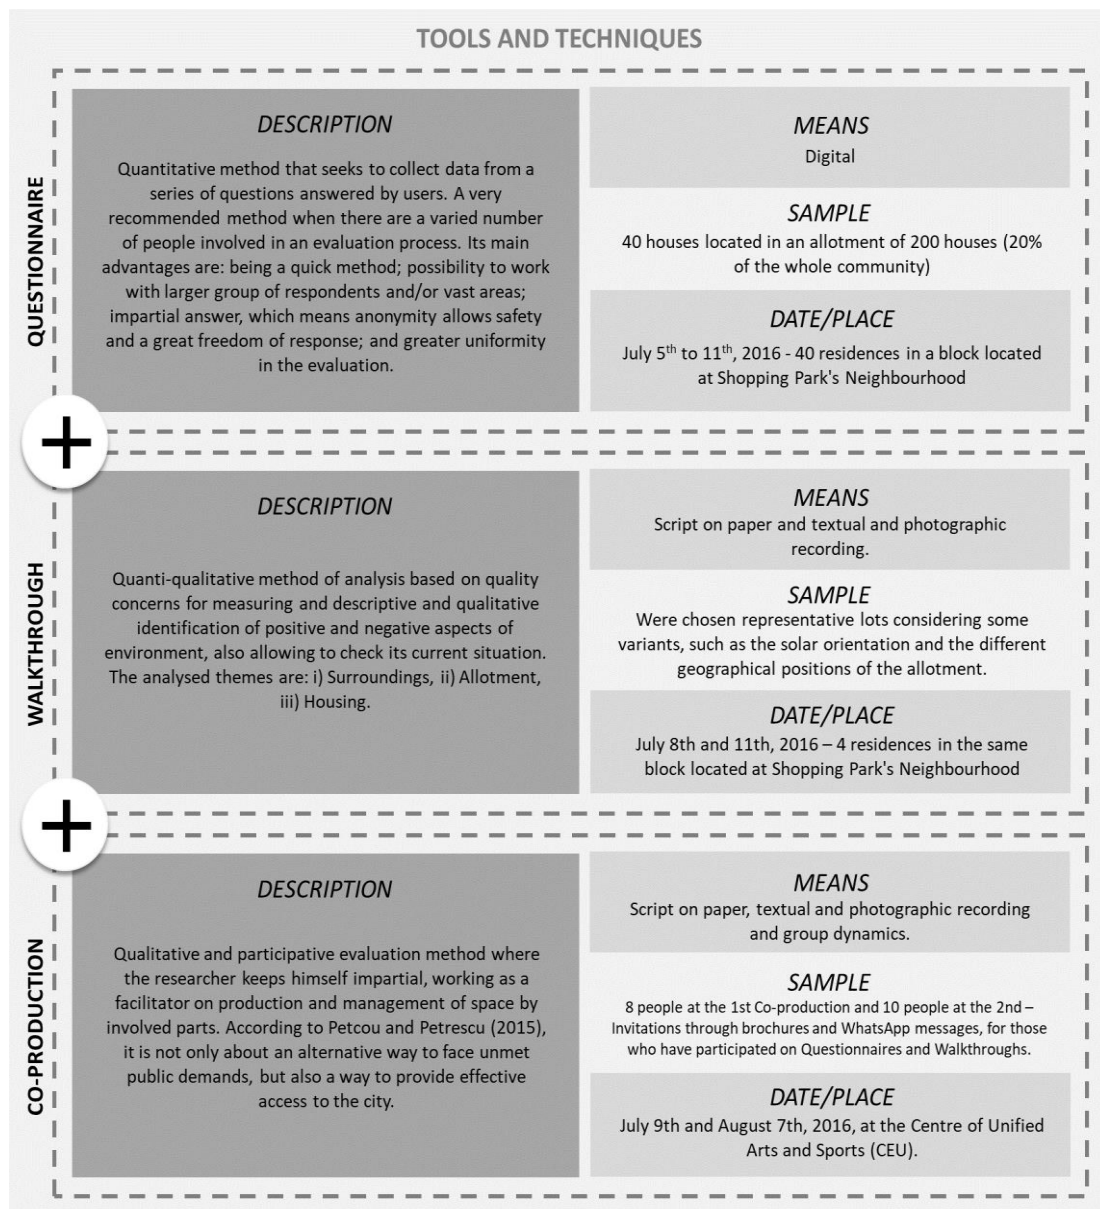 TOOLS AND TECHNIQUES
QUESTIONNAIRE
DESCRIPTION
Quantitative method that seeks to collect data from a
series of questions answered by users. A very
recommended method when there are a varied number
of people involved in an evaluation process. Its main
advantages are: being a quick method; possibility to work
with larger group of respondents and/or vast areas;
impartial answer, which means anonymity allows safety
and a great freedom of response; and greater uniformity
in the evaluation.
MEANS
Digital
SAMPLE
40 houses located in an allotment of 200 houses (20%
of the whole community)
DATE/PLACE
July 5th to 11th, 2016 - 40 residences in a block located
at Shopping Park's Neighbourhood
+
WALKTHROUGH
DESCRIPTION
Quanti-qualitative method of analysis based on quality
concerns for measuring and descriptive and qualitative
identification of positive and negative aspects of
environment, also allowing to check its current situation.
The analysed themes are: i) Surroundings, ii) Allotment,
iii) Housing.
MEANS
Script on paper and textual and photographic
recording.
SAMPLE
Were chosen representative lots considering some
variants, such as the solar orientation and the different
geographical positions of the allotment.
DATE/PLACE
July 8th and 11th, 2016 – 4 residences in the same
block located at Shopping Park's Neighbourhood
+
CO-PRODUCTION
DESCRIPTION
Qualitative and participative evaluation method where
the researcher keeps himself impartial, working as a
facilitator on production and management of space by
involved parts. According to Petcou and Petrescu (2015),
it is not only about an alternative way to face unmet
public demands, but also a way to provide effective
access to the city.
MEANS
Script on paper, textual and photographic recording
and group dynamics.
SAMPLE
8 people at the 1st Co-production and 10 people at the 2nd –
Invitations through brochures and WhatsApp messages, for those
who have participated on Questionnaires and Walkthroughs.
DATE/PLACE
July 9th and August 7th, 2016, at the Centre of Unified
Arts and Sports (CEU).